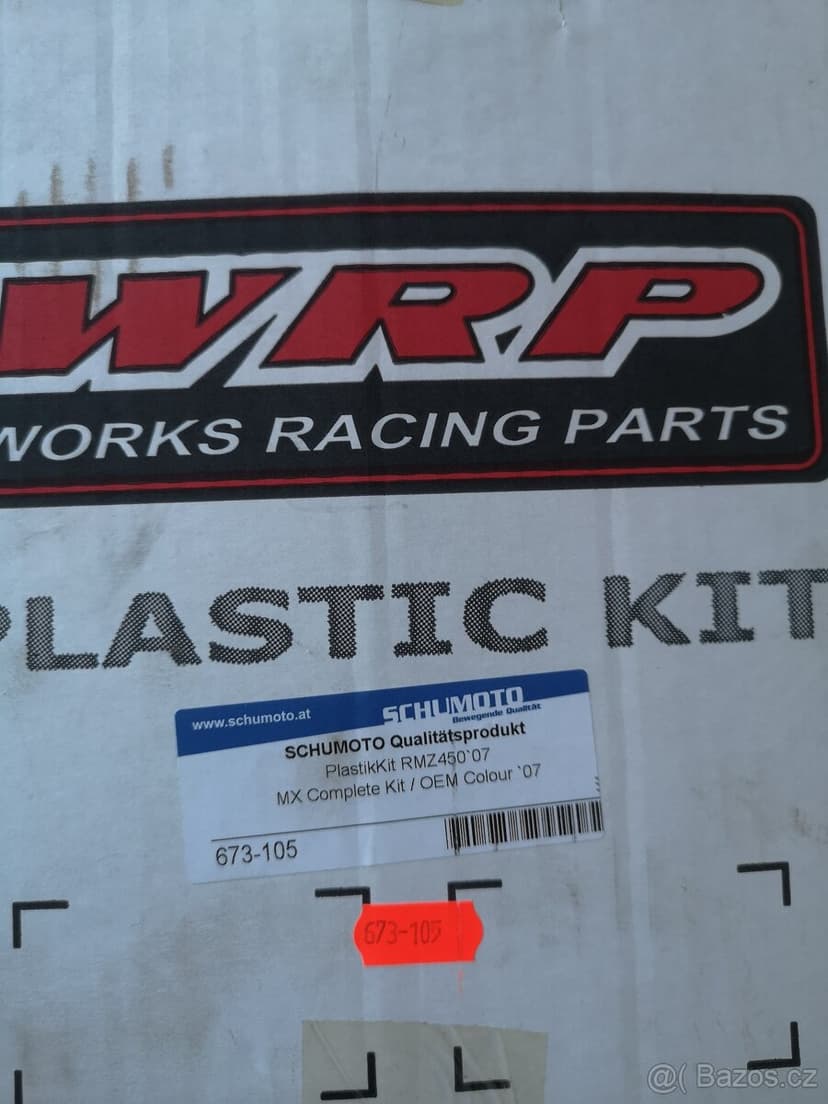 WRP
WORKS RACING PARTS
PLASTIC KIT
www.schumoto.at SCHUMOTO
Bewegende Qualität
SCHUMOTO Qualitätsprodukt
PlastikKit RMZ450`07
MX Complete Kit / OEM Colour `07
673-105
673-105
@( Bazos.cz